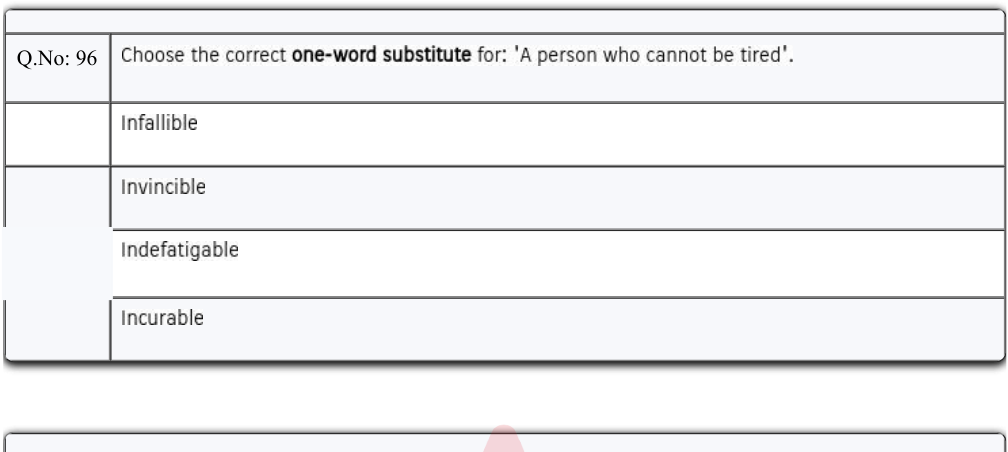 Q.No: 96 Choose the correct one-word substitute for: 'A person who cannot be tired'.
Infallible
Invincible
Indefatigable
Incurable